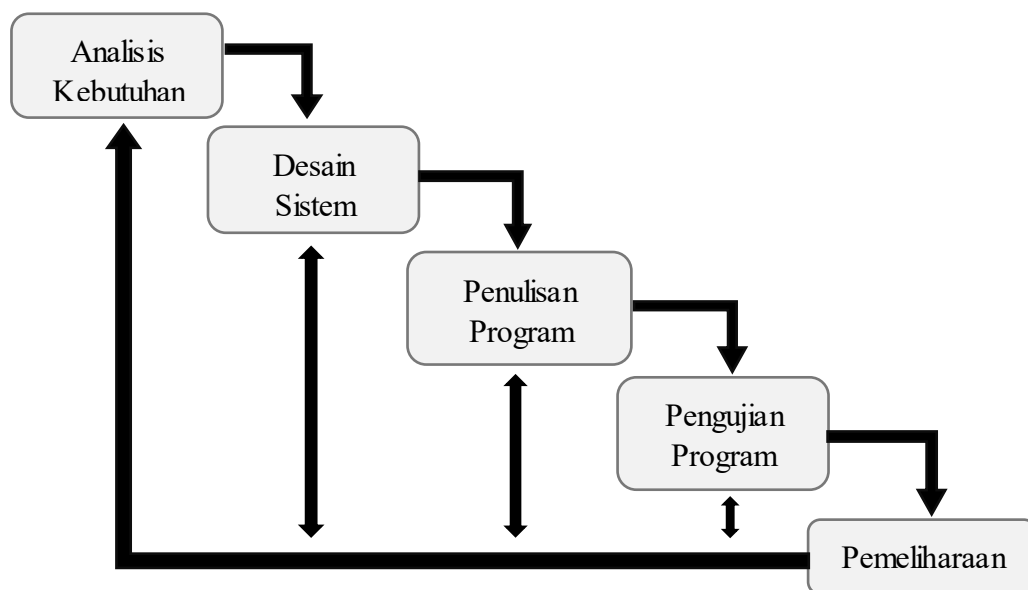 Analisis
Kebutuhan
Desain
Sistem
Penulisan
Program
Pengujian
Program
Pemeliharaan